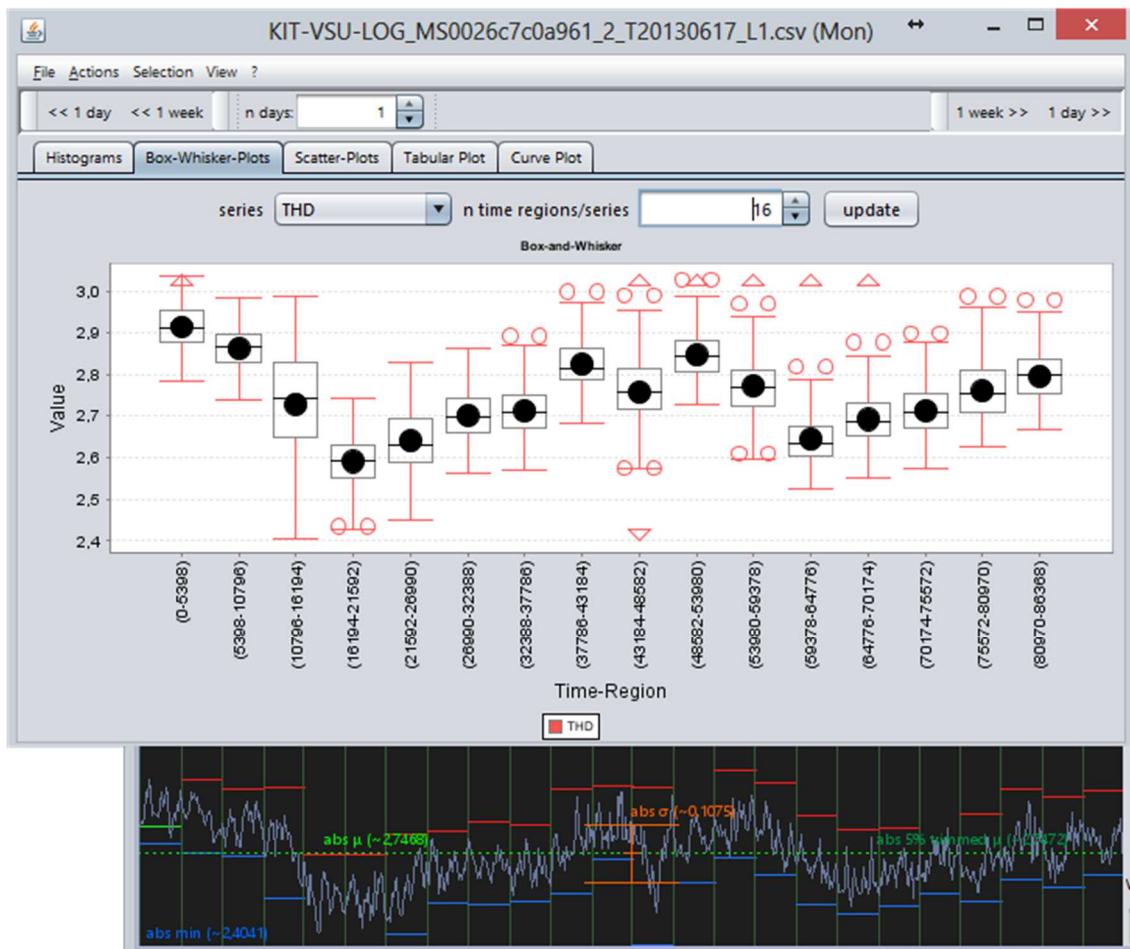 KIT-VSU-LOG_MS0026c7c0a961_2_T20130617_L1.csv (Mon)
File Actions Selection View ?
<< 1 day << 1 week n days: 1 1 week >> 1 day >>
Histograms Box-Whisker-Plots Scatter-Plots Tabular Plot Curve Plot
series THD n time regions/series 16 update
Box-and-Whisker
Value
3,0
2,9
2,8
2,7
2,6
2,5
2,4
(0-5398)
(5398-10796)
(10796-16194)
(16194-21592)
(21592-26990)
(26990-32388)
(32388-37786)
(37786-43184)
(43184-48582)
(48582-53980)
(53980-59378)
(59378-64776)
(64776-70174)
(70174-75572)
(75572-80970)
(80970-86368)
Time-Region
THD
abs σ (~0,1075)
abs μ (~2,7468)
abs 5% trimmed μ
abs min (~2,4041)